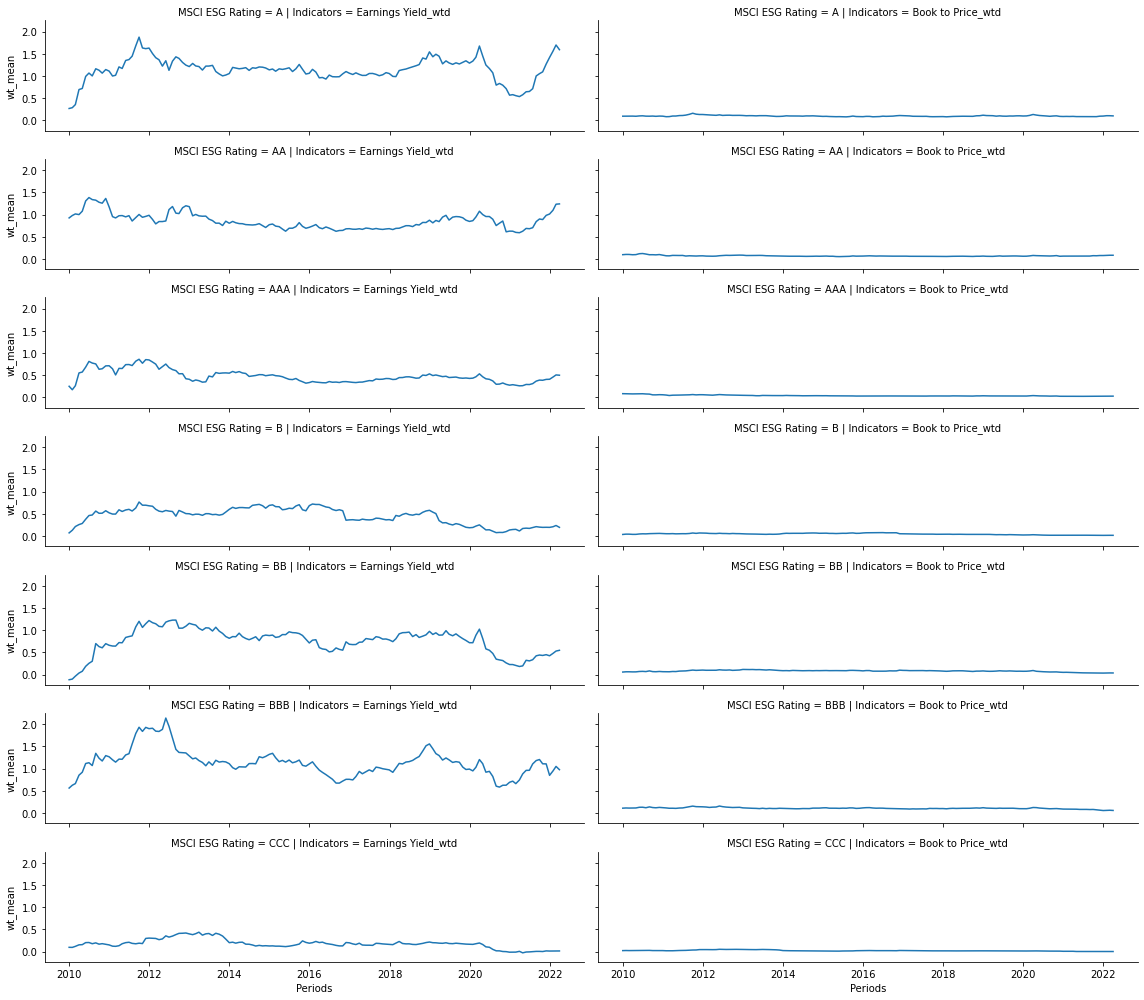 MSCI ESG Rating = A | Indicators = Earnings Yield_wtd
MSCI ESG Rating = A | Indicators = Book to Price_wtd
2.0
1.5
1.0
0.5
0.0
wt_mean
MSCI ESG Rating = AA | Indicators = Earnings Yield_wtd
MSCI ESG Rating = AA | Indicators = Book to Price_wtd
2.0
1.5
1.0
0.5
0.0
wt_mean
MSCI ESG Rating = AAA | Indicators = Earnings Yield_wtd
MSCI ESG Rating = AAA | Indicators = Book to Price_wtd
2.0
1.5
1.0
0.5
0.0
wt_mean
MSCI ESG Rating = B | Indicators = Earnings Yield_wtd
MSCI ESG Rating = B | Indicators = Book to Price_wtd
2.0
1.5
1.0
0.5
0.0
wt_mean
MSCI ESG Rating = BB | Indicators = Earnings Yield_wtd
MSCI ESG Rating = BB | Indicators = Book to Price_wtd
2.0
1.5
1.0
0.5
0.0
wt_mean
MSCI ESG Rating = BBB | Indicators = Earnings Yield_wtd
MSCI ESG Rating = BBB | Indicators = Book to Price_wtd
2.0
1.5
1.0
0.5
0.0
wt_mean
MSCI ESG Rating = CCC | Indicators = Earnings Yield_wtd
MSCI ESG Rating = CCC | Indicators = Book to Price_wtd
2.0
1.5
1.0
0.5
0.0
wt_mean
2010 2012 2014 2016 2018 2020 2022
Periods
2010 2012 2014 2016 2018 2020 2022
Periods